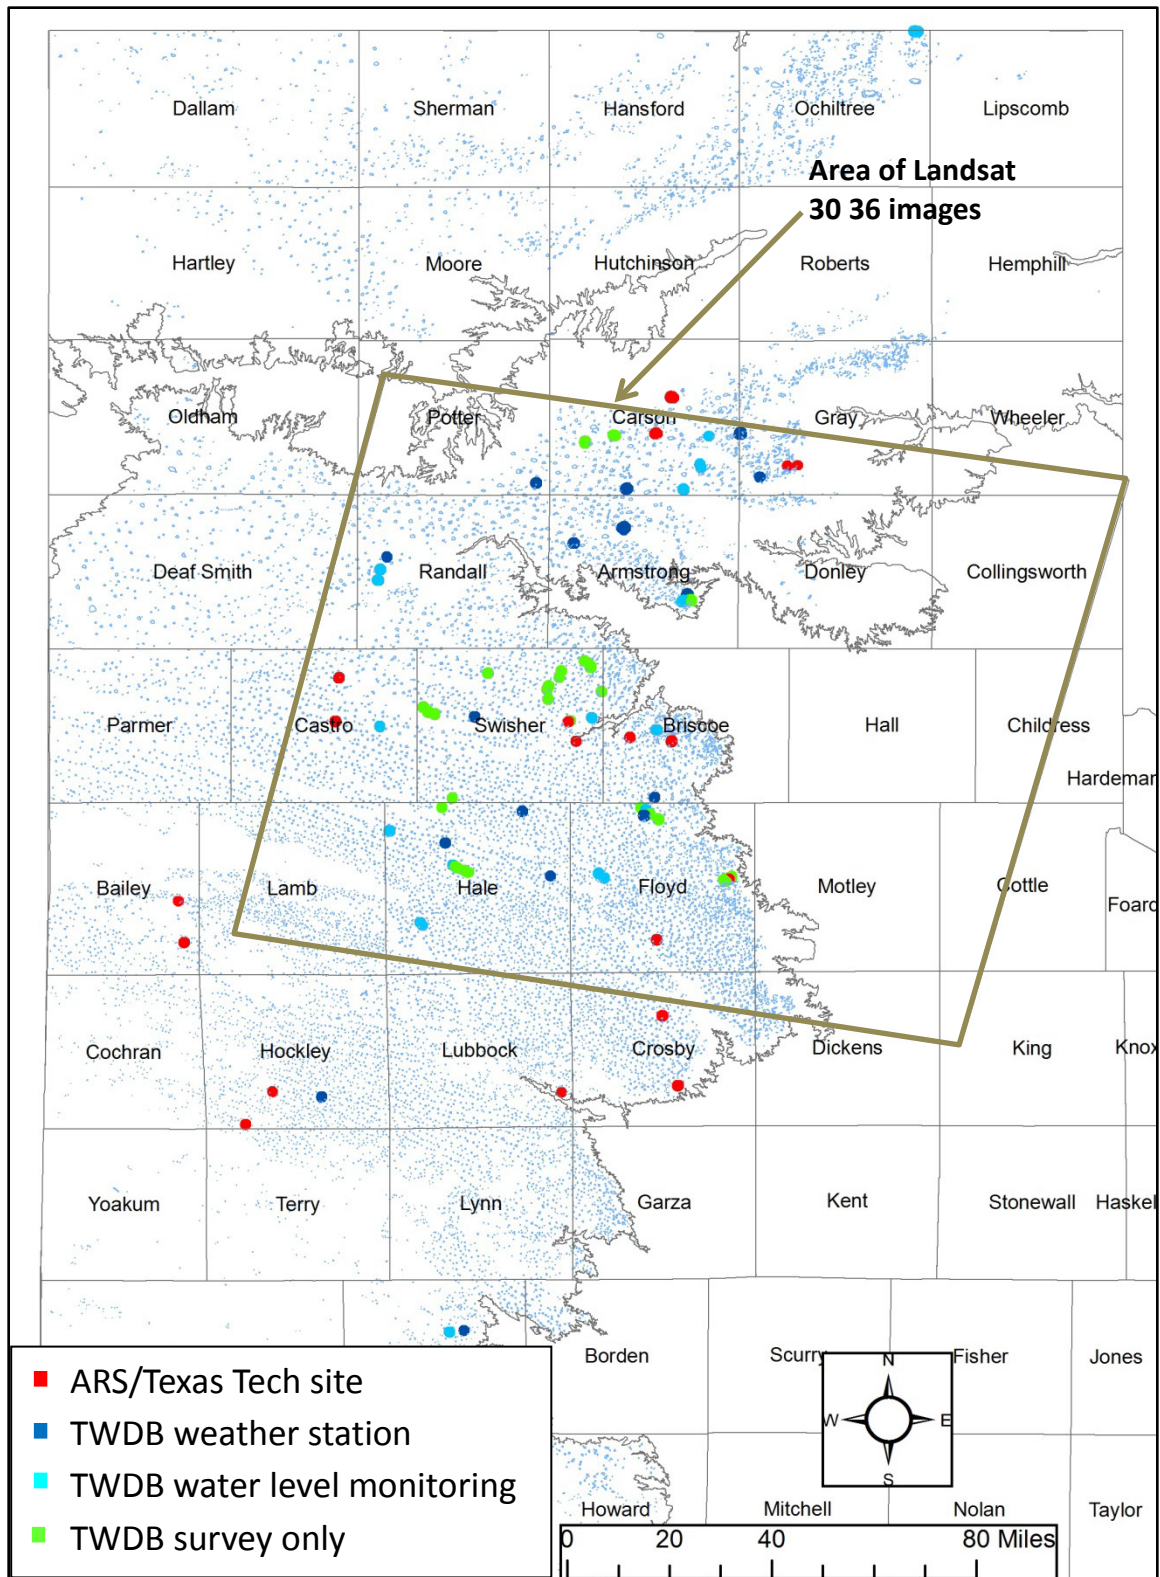 Dallam
Sherman
Hansford
Ochiltree
Lipscomb
Area of Landsat
30 36 images
Hartley
Moore
Hutchinson
Roberts
Hemphill
Oldham
Potter
Carson
Gray
Wheeler
Deaf Smith
Randall
Armstrong
Donley
Collingsworth
Parmer
Castro
Swisher
Briscoe
Hall
Childress
Hardemar
Bailey
Lamb
Hale
Floyd
Motley
Cottle
Foard
Cochran
Hockley
Lubbock
Crosby
Dickens
King
Knox
Yoakum
Terry
Lynn
Garza
Kent
Stonewall
Haskel
Borden
Scurry
Fisher
Jones
N
W
E
S
ARS/Texas Tech site
TWDB weather station
TWDB water level monitoring
TWDB survey only
Howard
Mitchell
Nolan
Taylor
0 20 40 80 Miles